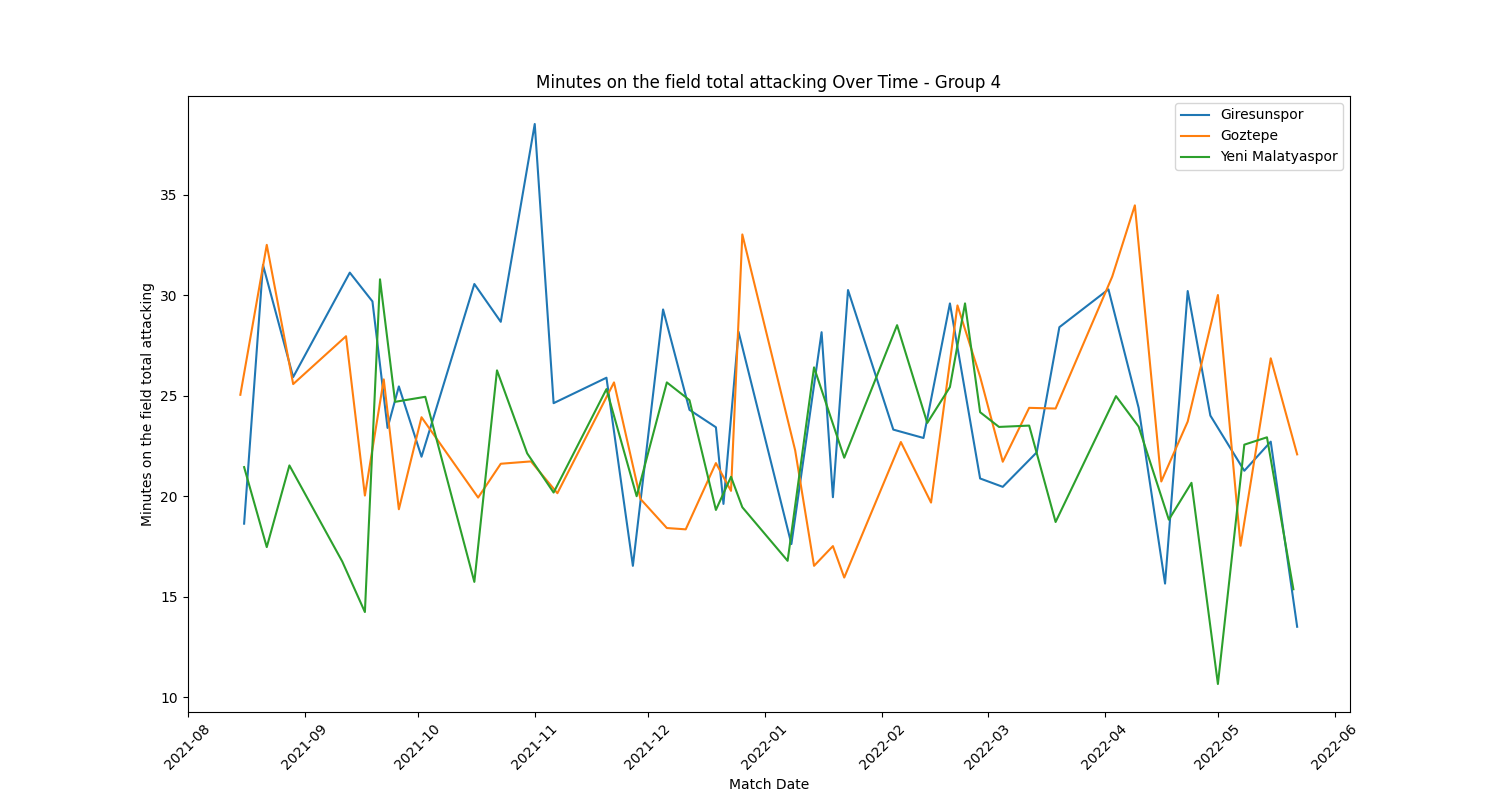 Minutes on the field total attacking Over Time - Group 4
Giresunspor
Goztepe
Yeni Malatyaspor
Minutes on the field total attacking
35
30
25
20
15
10
2021-08
2021-09
2021-10
2021-11
2021-12
2022-01
2022-02
2022-03
2022-04
2022-05
2022-06
Match Date